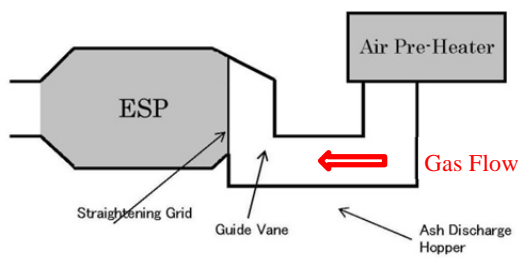 Air Pre-Heater
ESP
Gas Flow
Straightening Grid
Guide Vane
Ash Discharge
Hopper